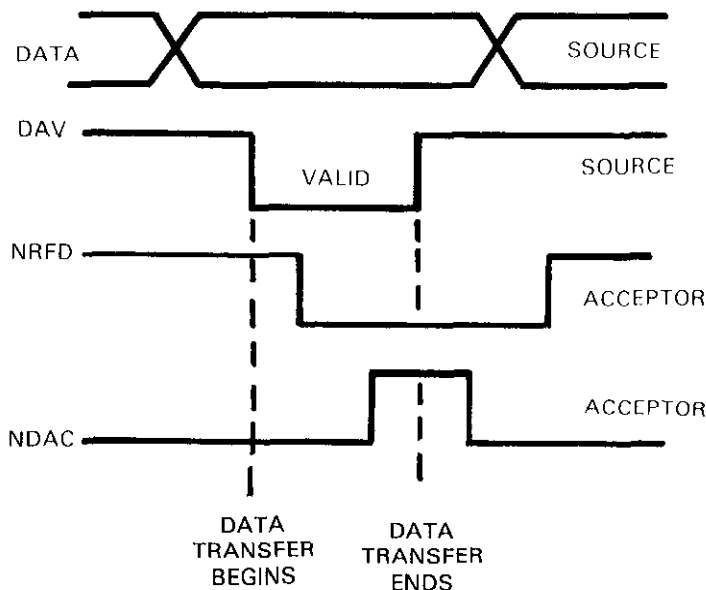 DATA
SOURCE
DAV
VALID
SOURCE
NRFD
ACCEPTOR
ACCEPTOR
NDAC
DATA
TRANSFER
BEGINS
DATA
TRANSFER
ENDS